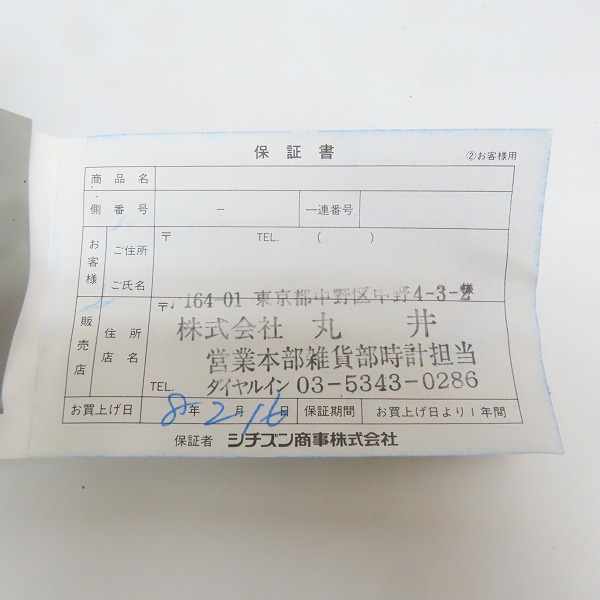 保証書
②お客様用
商品名
側番号 － 一連番号
お客様 ご住所 〒 TEL. ( )
ご氏名 様
〒164-01 東京都中野区中野4-3-2
販売店 住所 店名 株式会社 丸井
営業本部雑貨部時計担当
TEL. ダイヤルイン 03-5343-0286
お買上げ日 8年2月16日 保証期間 お買上げ日より1年間
保証者 シチズン商事株式会社